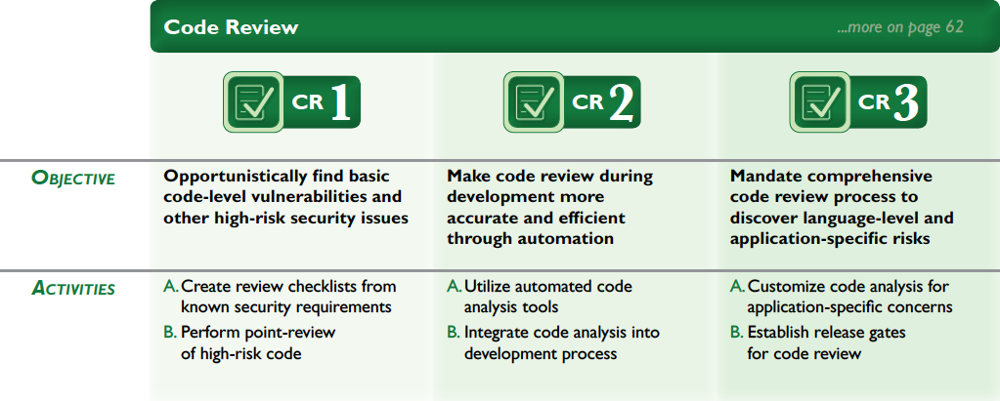 Code Review
...more on page 62
CR 1
CR 2
CR 3
OBJECTIVE
Opportunistically find basic
code-level vulnerabilities and
other high-risk security issues
Make code review during
development more
accurate and efficient
through automation
Mandate comprehensive
code review process to
discover language-level and
application-specific risks
ACTIVITIES
A. Create review checklists from
known security requirements
B. Perform point-review
of high-risk code
A. Utilize automated code
analysis tools
B. Integrate code analysis into
development process
A. Customize code analysis for
application-specific concerns
B. Establish release gates
for code review